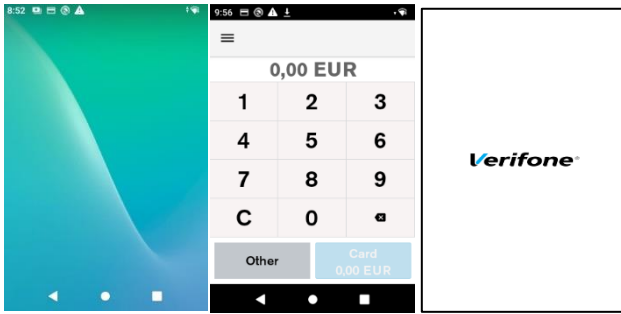 8:52
9:56
0,00 EUR
1 2 3
4 5 6
7 8 9
C 0
Other
Card
0,00 EUR
Verifone